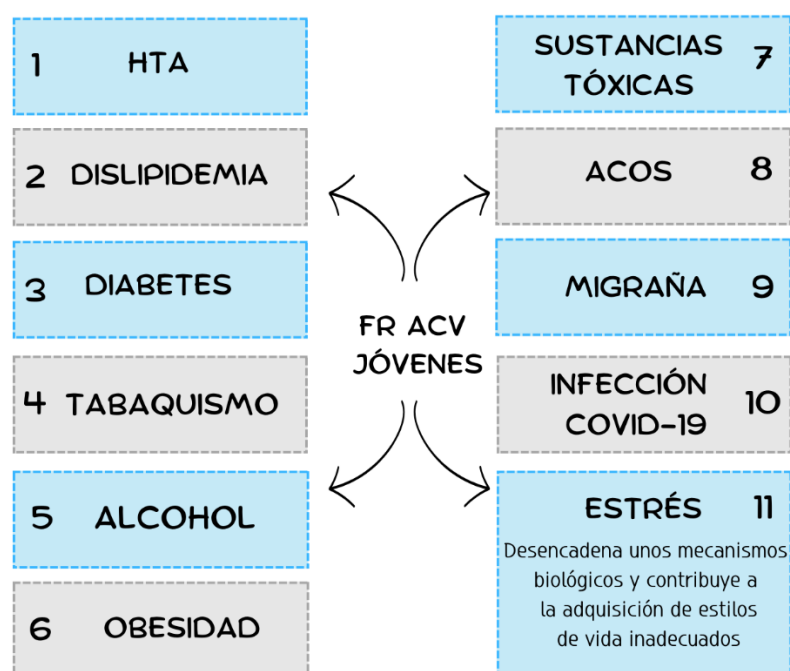 1 HTA
2 DISLIPIDEMIA
3 DIABETES
4 TABAQUISMO
5 ALCOHOL
6 OBESIDAD
FR ACV
JÓVENES
SUSTANCIAS 7
TÓXICAS
ACOS 8
MIGRAÑA 9
INFECCIÓN 10
COVID-19
ESTRÉS 11
Desencadena unos mecanismos
biológicos y contribuye a
la adquisición de estilos
de vida inadecuados